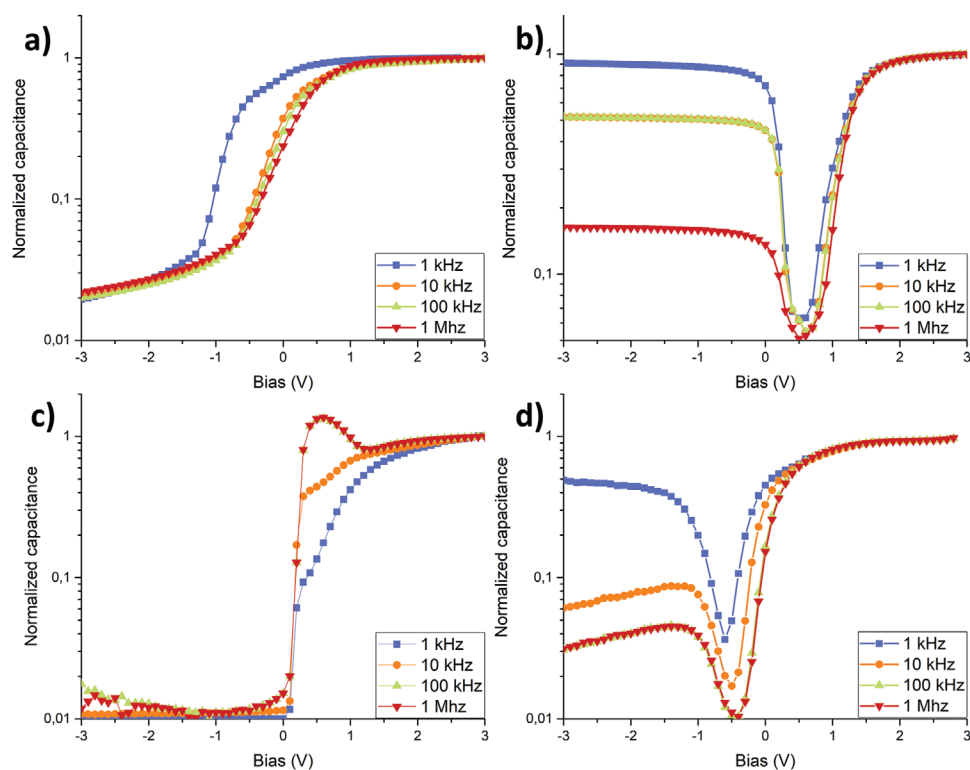 a)
Normalized capacitance
1
0,1
0,01
-3 -2 -1 0 1 2 3
Bias (V)
1 kHz
10 kHz
100 kHz
1 Mhz
b)
Normalized capacitance
1
0,1
-3 -2 -1 0 1 2 3
Bias (V)
1 kHz
10 kHz
100 kHz
1 Mhz
c)
Normalized capacitance
1
0,1
0,01
-3 -2 -1 0 1 2 3
Bias (V)
1 kHz
10 kHz
100 kHz
1 Mhz
d)
Normalized capacitance
1
0,1
0,01
-3 -2 -1 0 1 2 3
Bias (V)
1 kHz
10 kHz
100 kHz
1 Mhz